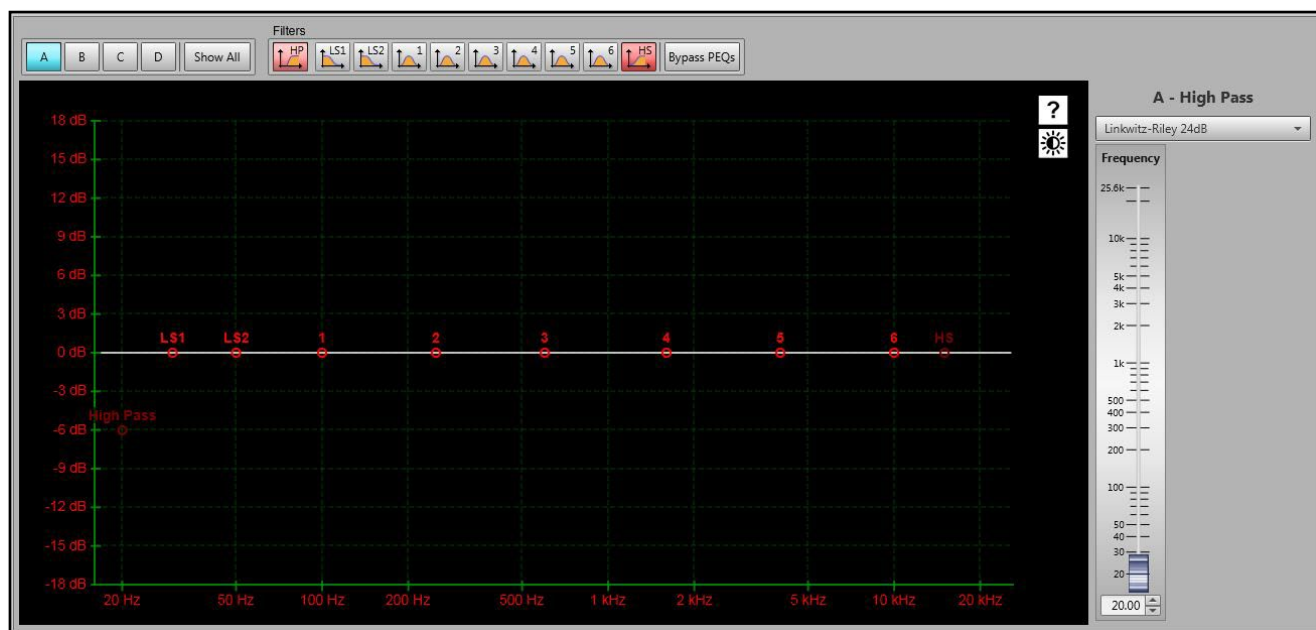 Filters
A B C D Show All HP LS1 LS2 1 2 3 4 5 6 HS Bypass PEQs
A - High Pass
Linkwitz-Riley 24dB
Frequency
?
18 dB
15 dB
12 dB
9 dB
6 dB
3 dB
LS1 LS2 1 2 3 4 5 6 HS
0 dB
-3 dB
High Pass
-6 dB
-9 dB
-12 dB
-15 dB
-18 dB
20 Hz 50 Hz 100 Hz 200 Hz 500 Hz 1 kHz 2 kHz 5 kHz 10 kHz 20 kHz
25.6k
10k
5k
4k
3k
2k
1k
500
400
300
200
100
50
40
30
20
20.00